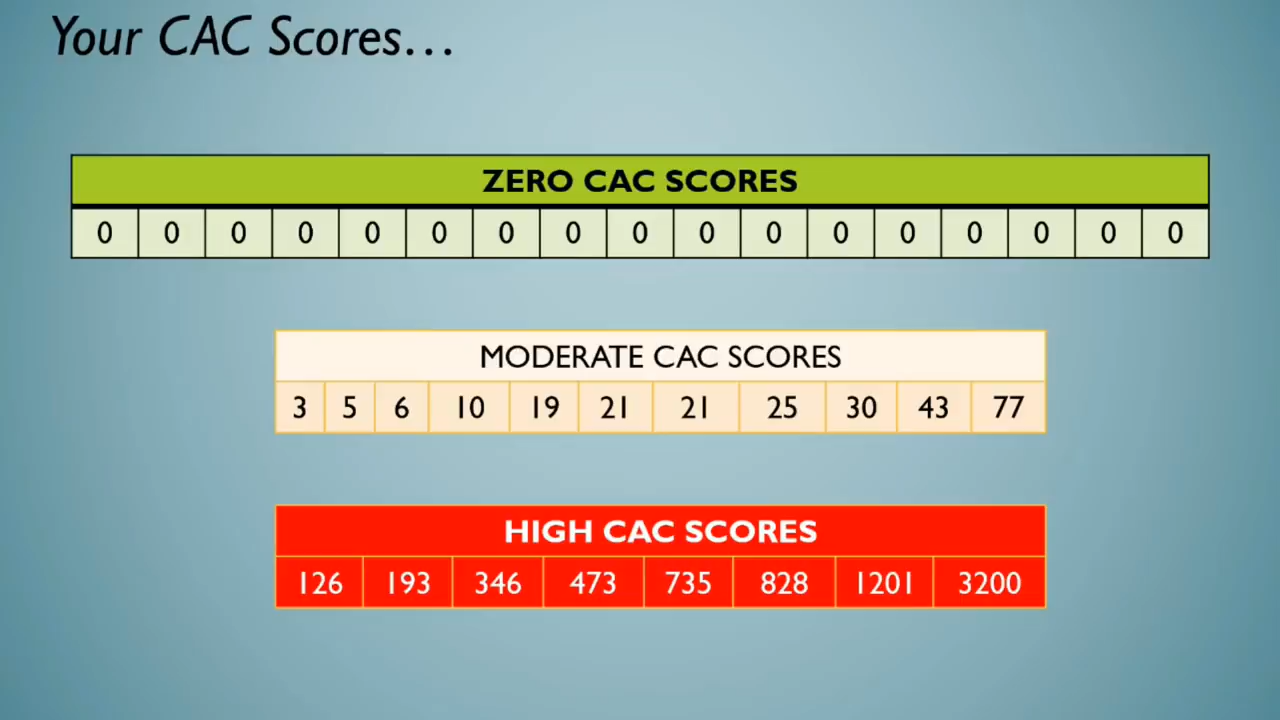 Your CAC Scores...
ZERO CAC SCORES
0 0 0 0 0 0 0 0 0 0 0 0 0 0 0 0 0
MODERATE CAC SCORES
3 5 6 10 19 21 21 25 30 43 77
HIGH CAC SCORES
126 193 346 473 735 828 1201 3200